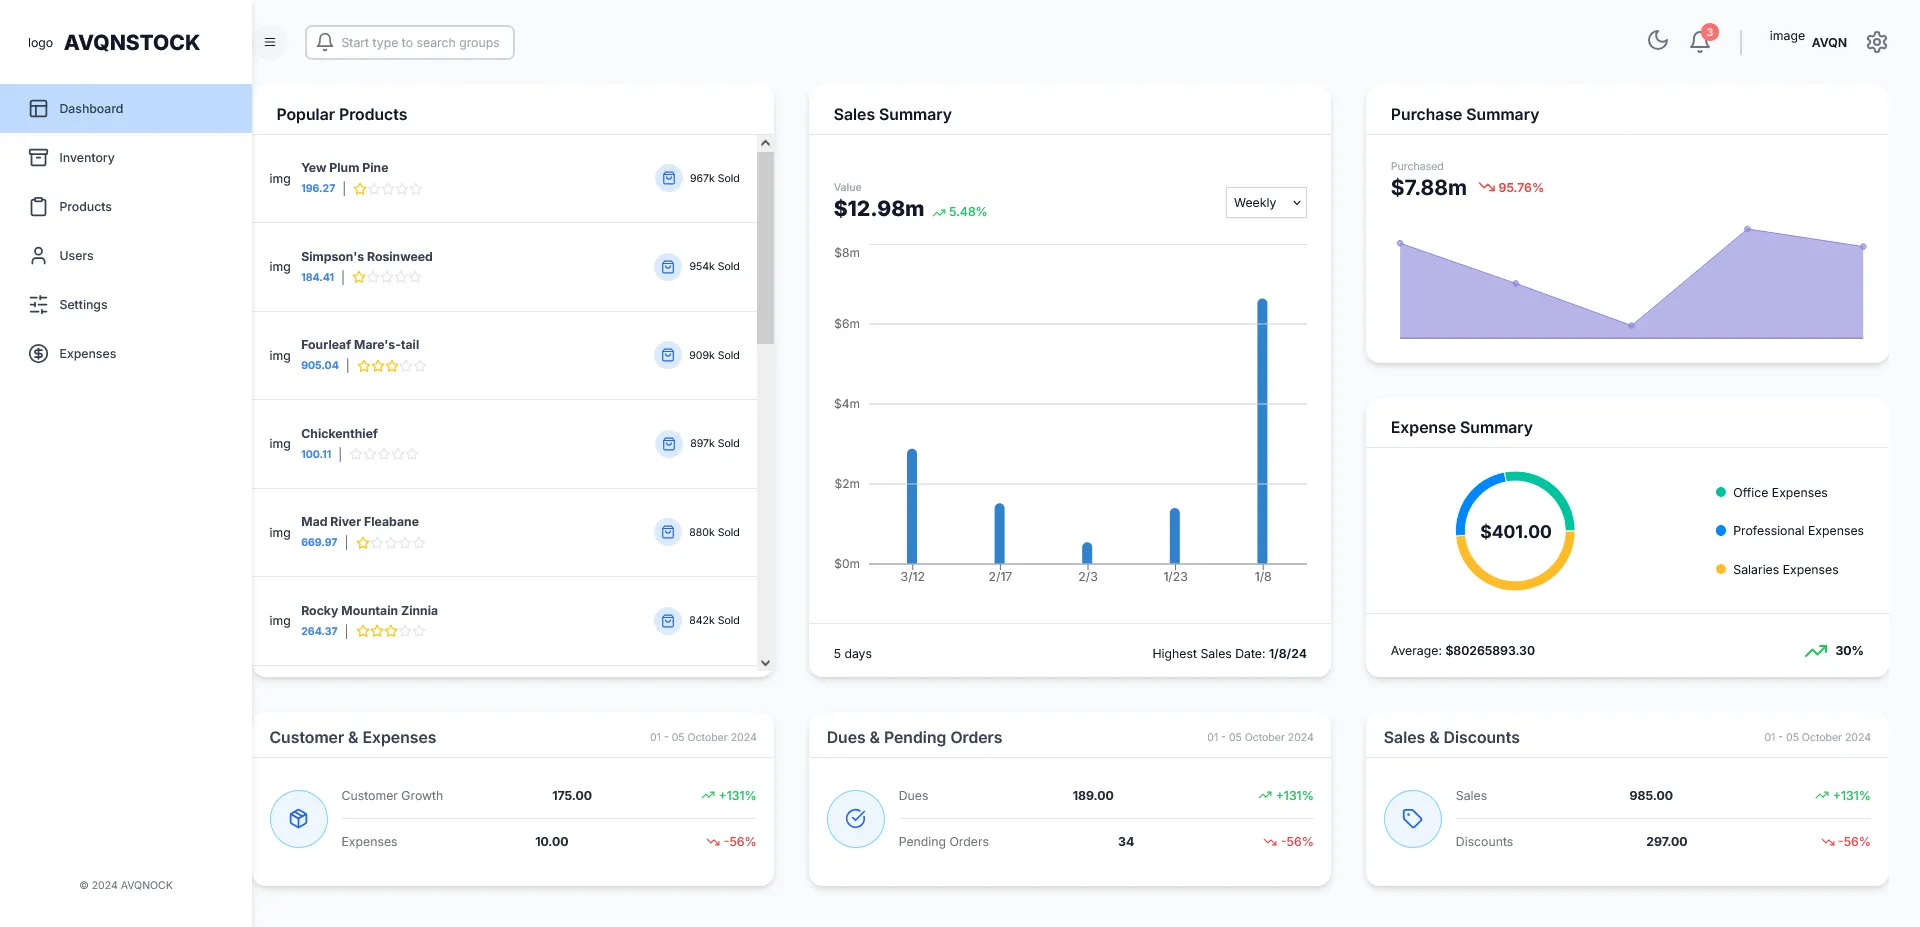 logo AVQNSTOCK
Start type to search groups
3
image AVQN
Dashboard
Inventory
Products
Users
Settings
Expenses
© 2024 AVQNOCK
Popular Products
img Yew Plum Pine
196.27 | 967k Sold
img Simpson's Rosinweed
184.41 | 954k Sold
img Fourleaf Mare's-tail
905.04 | 909k Sold
img Chickenthief
100.11 | 897k Sold
img Mad River Fleabane
669.97 | 880k Sold
img Rocky Mountain Zinnia
264.37 | 842k Sold
Sales Summary
Value
$12.98m 5.48%
Weekly
$8m
$6m
$4m
$2m
$0m
3/12 2/17 2/3 1/23 1/8
5 days Highest Sales Date: 1/8/24
Purchase Summary
Purchased
$7.88m 95.76%
Expense Summary
$401.00
Office Expenses
Professional Expenses
Salaries Expenses
Average: $80265893.30 30%
Customer & Expenses 01 - 05 October 2024
Customer Growth 175.00 +131%
Expenses 10.00 -56%
Dues & Pending Orders 01 - 05 October 2024
Dues 189.00 +131%
Pending Orders 34 -56%
Sales & Discounts 01 - 05 October 2024
Sales 985.00 +131%
Discounts 297.00 -56%